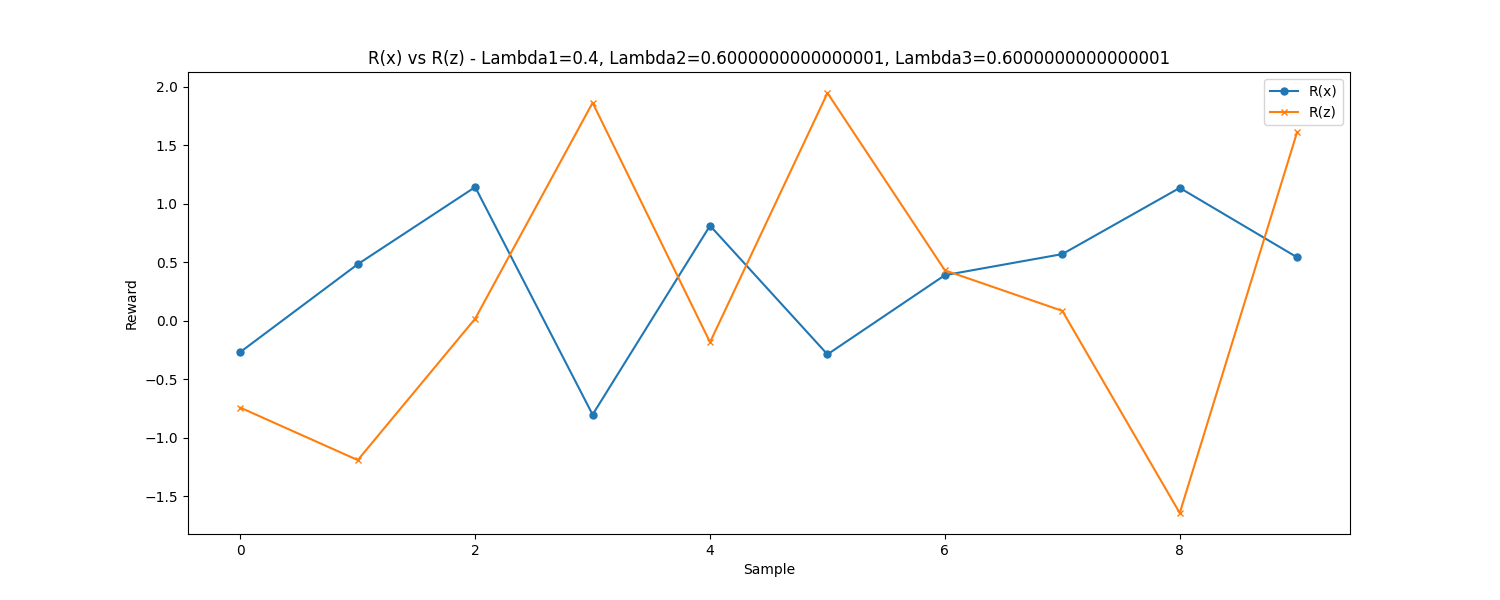 R(x) vs R(z) - Lambda1=0.4, Lambda2=0.6000000000000001, Lambda3=0.6000000000000001
R(x)
R(z)
2.0
1.5
1.0
0.5
0.0
−0.5
−1.0
−1.5
Reward
0 2 4 6 8
Sample